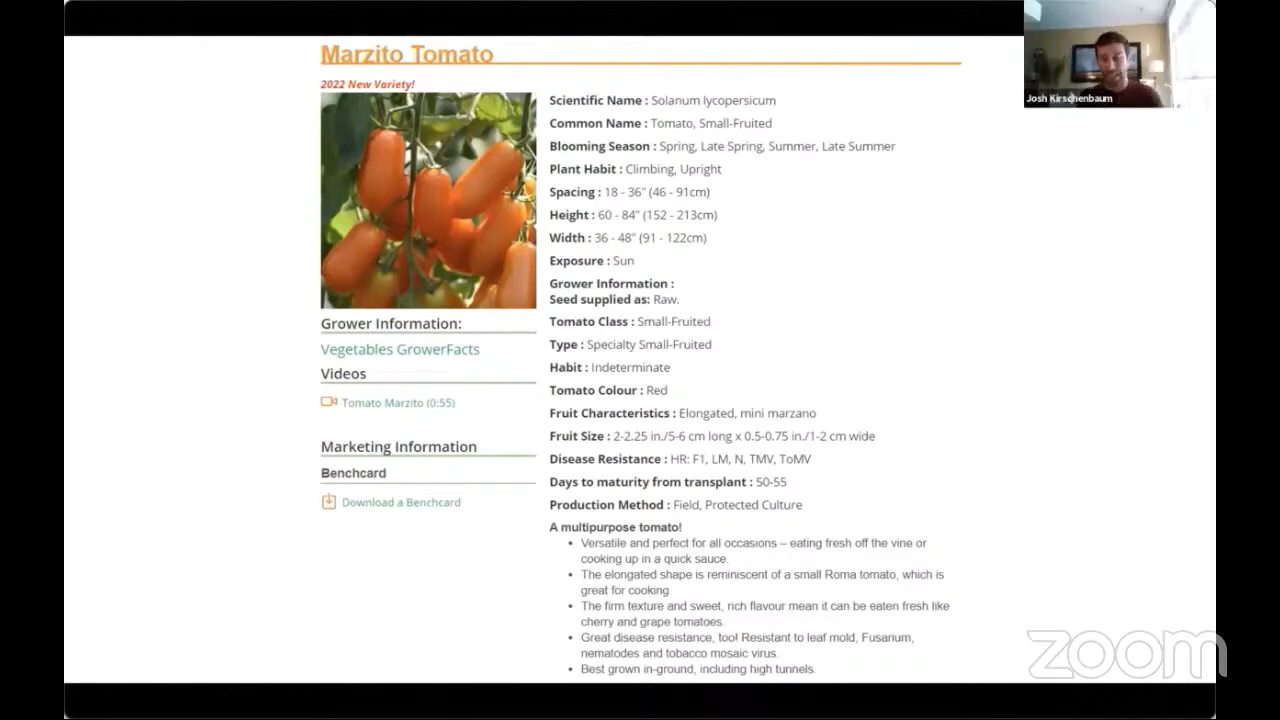 Marzito Tomato
2022 New Variety!
Grower Information:
Vegetables GrowerFacts
Videos
Tomato Marzito (0:55)
Marketing Information
Benchcard
Download a Benchcard
Scientific Name : Solanum lycopersicum
Common Name : Tomato, Small-Fruited
Blooming Season : Spring, Late Spring, Summer, Late Summer
Plant Habit : Climbing, Upright
Spacing : 18 - 36" (46 - 91cm)
Height : 60 - 84" (152 - 213cm)
Width : 36 - 48" (91 - 122cm)
Exposure : Sun
Grower Information :
Seed supplied as: Raw.
Tomato Class : Small-Fruited
Type : Specialty Small-Fruited
Habit : Indeterminate
Tomato Colour : Red
Fruit Characteristics : Elongated, mini marzano
Fruit Size : 2-2.25 in./5-6 cm long x 0.5-0.75 in./1-2 cm wide
Disease Resistance : HR: F1, LM, N, TMV, ToMV
Days to maturity from transplant : 50-55
Production Method : Field, Protected Culture
A multipurpose tomato!
• Versatile and perfect for all occasions – eating fresh off the vine or
cooking up in a quick sauce.
• The elongated shape is reminiscent of a small Roma tomato, which is
great for cooking.
• The firm texture and sweet, rich flavour mean it can be eaten fresh like
cherry and grape tomatoes.
• Great disease resistance, too! Resistant to leaf mold, Fusarium,
nematodes and tobacco mosaic virus.
• Best grown in-ground, including high tunnels.
Josh Kirschenbaum
zoom